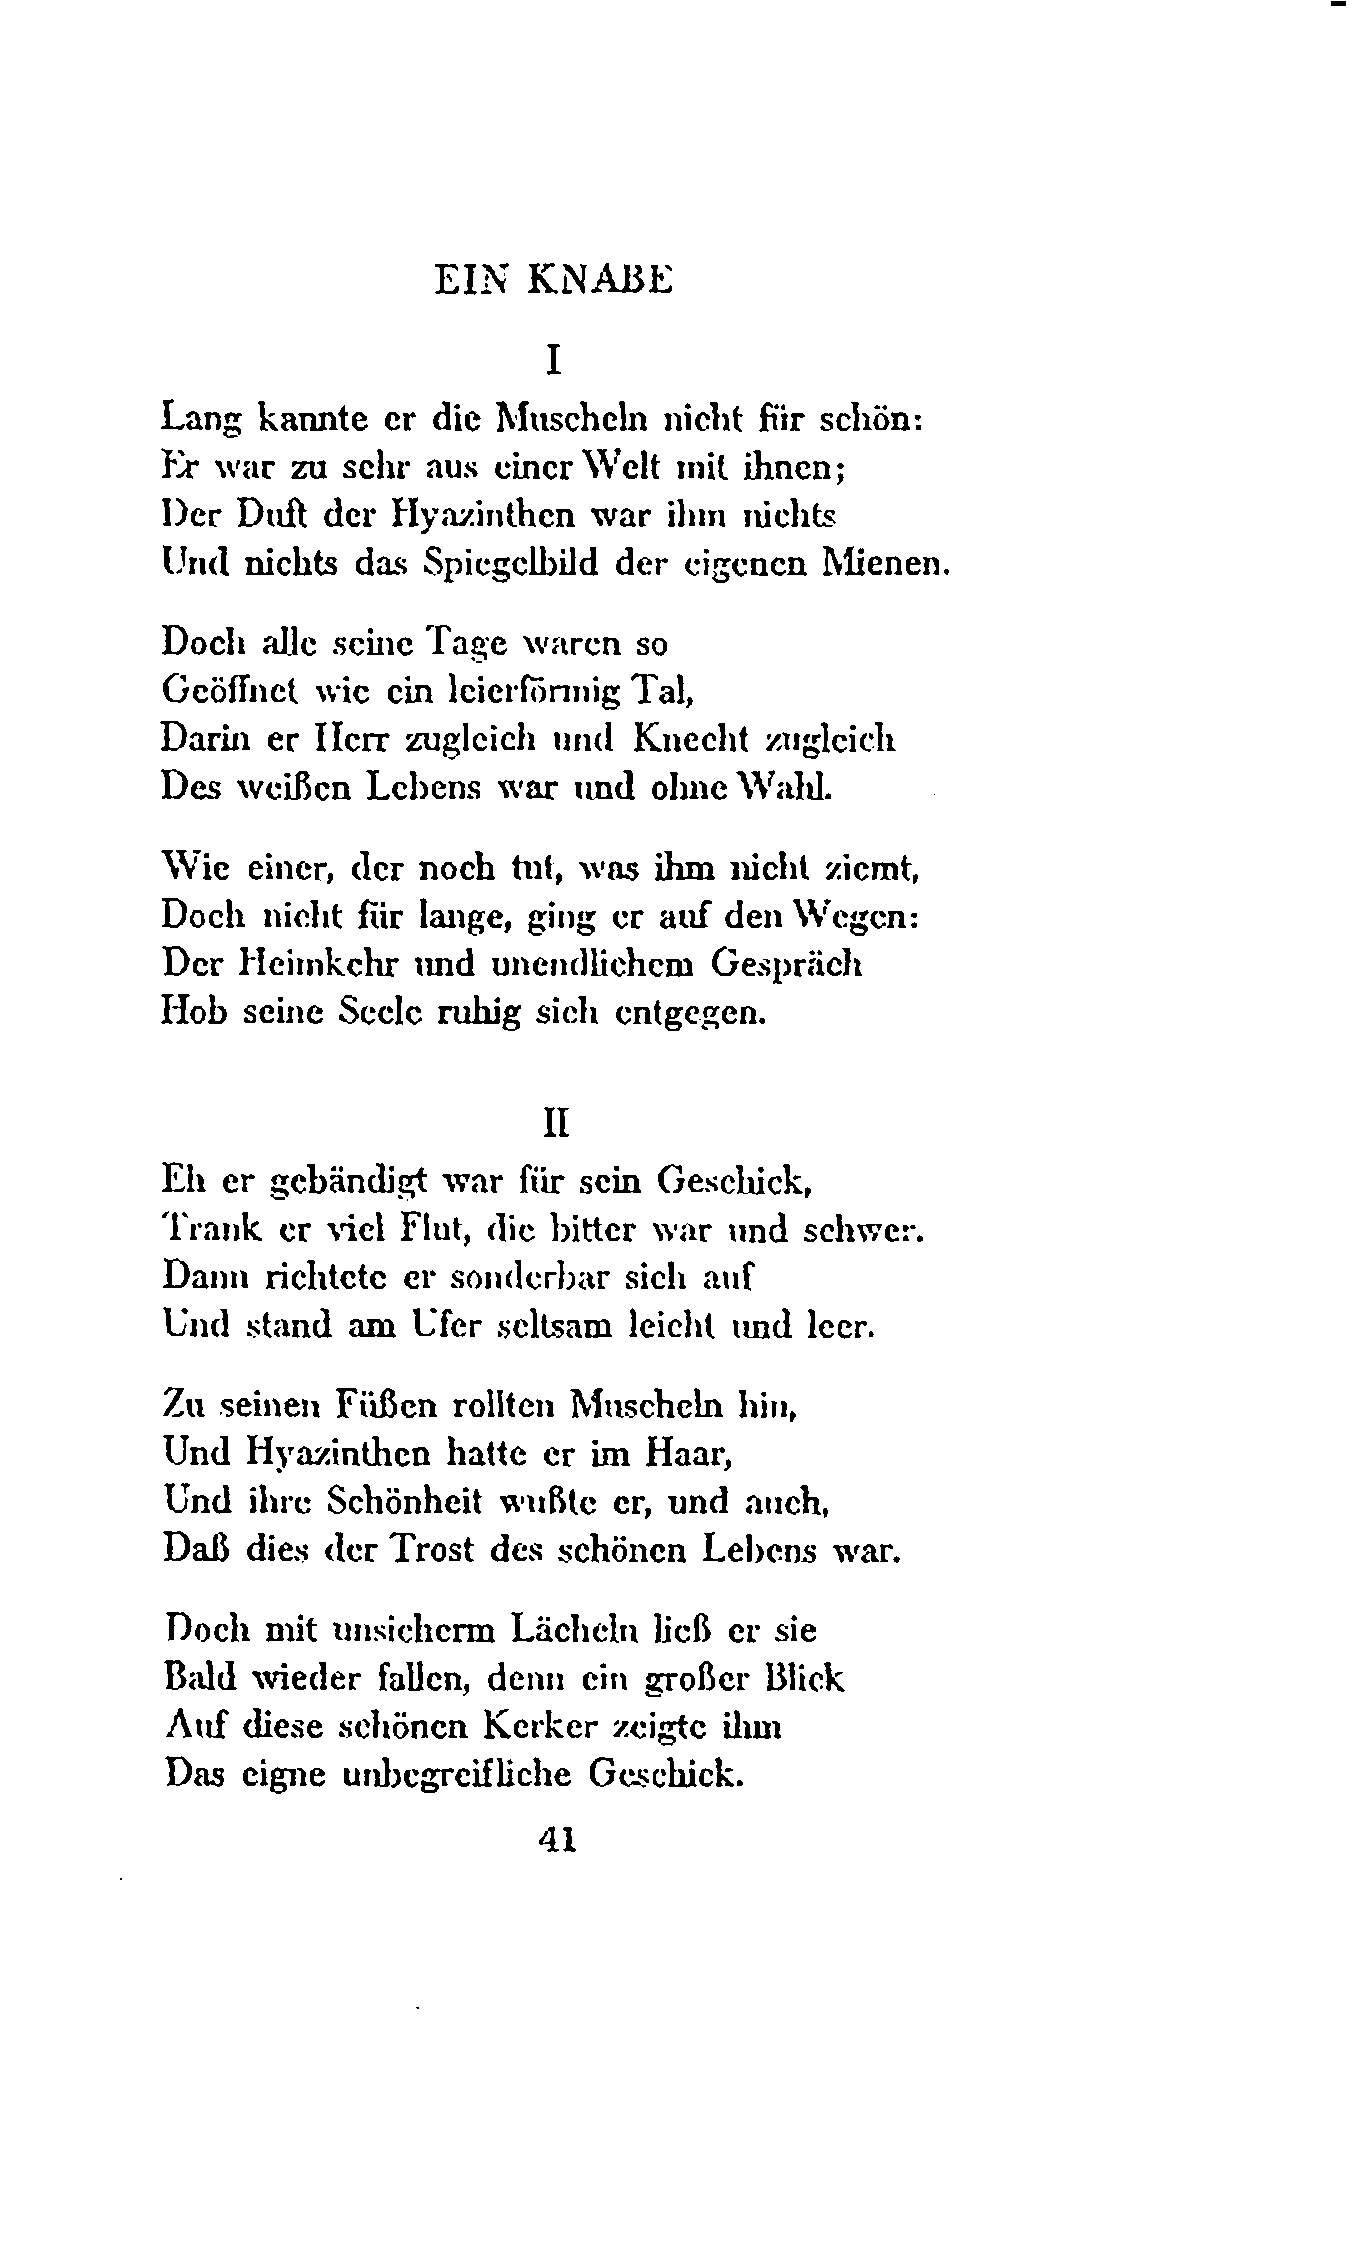 EIN KNABE
I
Lang kannte er die Muscheln nicht für schön:
Er war zu sehr aus einer Welt mit ihnen;
Der Duft der Hyazinthen war ihm nichts
Und nichts das Spiegelbild der eigenen Mienen.
Doch alle seine Tage waren so
Geöffnet wie ein leierförmig Tal,
Darin er Herr zugleich und Knecht zugleich
Des weißen Lebens war und ohne Wahl.
Wie einer, der noch tut, was ihm nicht ziemt,
Doch nicht für lange, ging er auf den Wegen:
Der Heimkehr und unendlichem Gespräch
Hob seine Seele ruhig sich entgegen.
II
Eh er gebändigt war für sein Geschick,
Trank er viel Flut, die bitter war und schwer.
Dann richtete er sonderbar sich auf
Und stand am Ufer seltsam leicht und leer.
Zu seinen Füßen rollten Muscheln hin,
Und Hyazinthen hatte er im Haar,
Und ihre Schönheit wußte er, und auch,
Daß dies der Trost des schönen Lebens war.
Doch mit unsicherm Lächeln ließ er sie
Bald wieder fallen, denn ein großer Blick
Auf diese schönen Kerker zeigte ihm
Das eigne unbegreifliche Geschick.
41